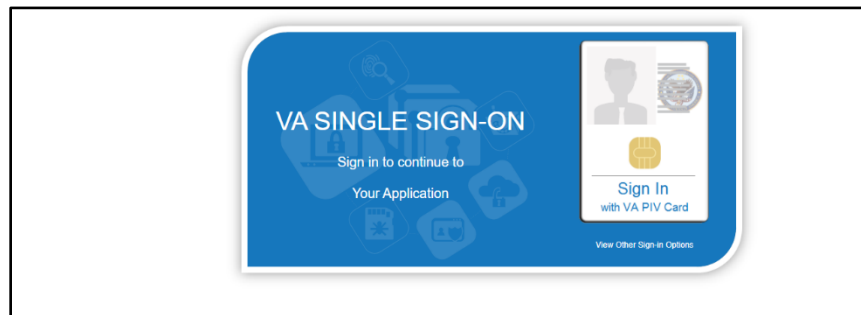 VA SINGLE SIGN-ON
Sign in to continue to
Your Application
Sign In
with VA PIV Card
View Other Sign-in Options